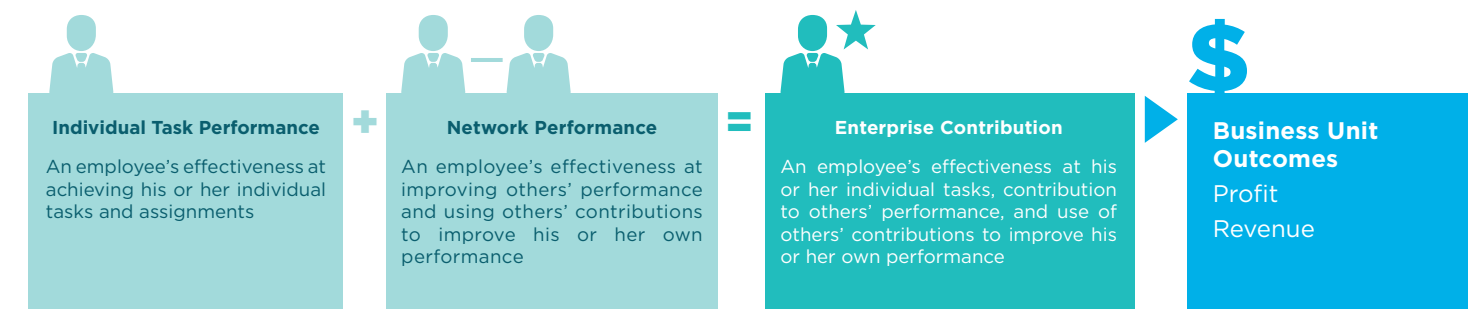 Individual Task Performance
An employee’s effectiveness at
achieving his or her individual
tasks and assignments
+
Network Performance
An employee’s effectiveness at
improving others’ performance
and using others’ contributions
to improve his or her own
performance
=
Enterprise Contribution
An employee’s effectiveness at his
or her individual tasks, contribution
to others’ performance, and use of
others’ contributions to improve his
or her own performance
$
Business Unit
Outcomes
Profit
Revenue